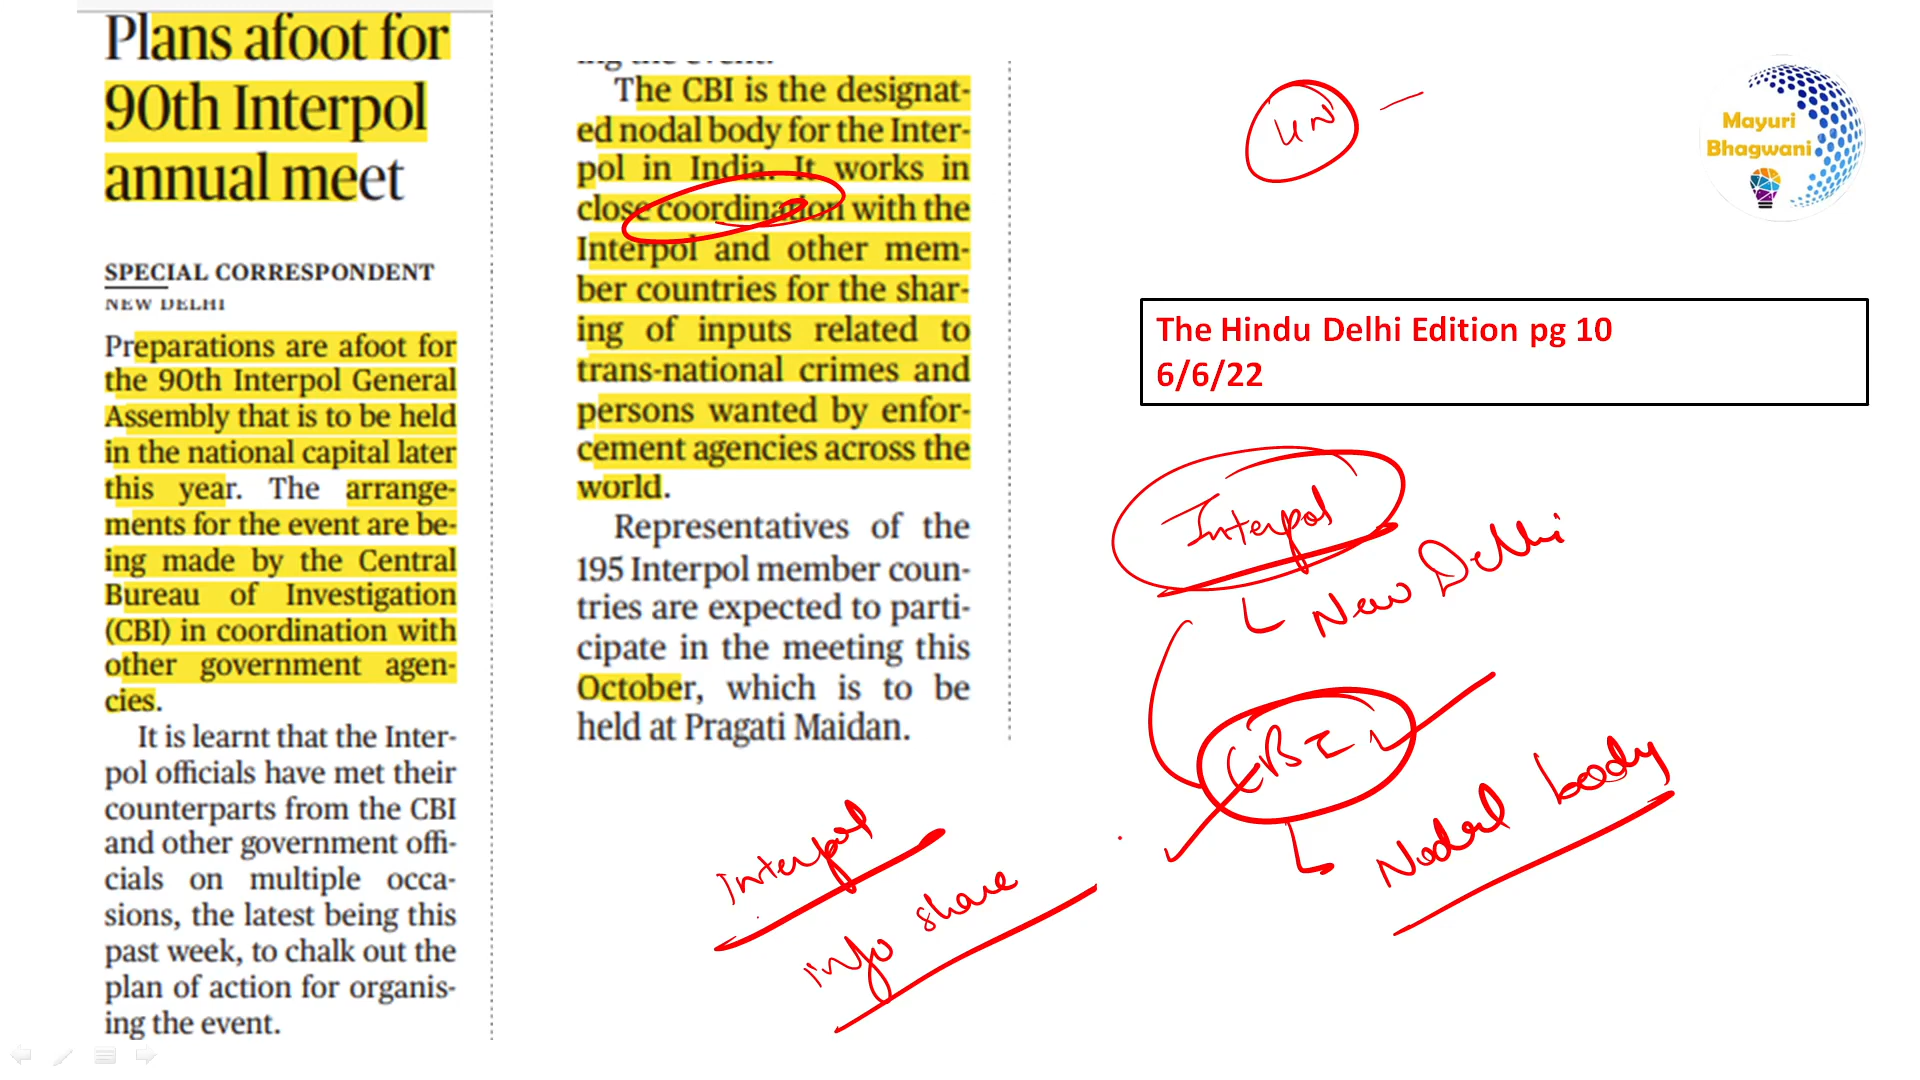 Plans afoot for
90th Interpol
annual meet
SPECIAL CORRESPONDENT
NEW DELHI
Preparations are afoot for
the 90th Interpol General
Assembly that is to be held
in the national capital later
this year. The arrange-
ments for the event are be-
ing made by the Central
Bureau of Investigation
(CBI) in coordination with
other government agen-
cies.
It is learnt that the Inter-
pol officials have met their
counterparts from the CBI
and other government offi-
cials on multiple occa-
sions, the latest being this
past week, to chalk out the
plan of action for organis-
ing the event.
ing the event.
The CBI is the designat-
ed nodal body for the Inter-
pol in India. It works in
close coordination with the
Interpol and other mem-
ber countries for the shar-
ing of inputs related to
trans-national crimes and
persons wanted by enfor-
cement agencies across the
world.
Representatives of the
195 Interpol member coun-
tries are expected to parti-
cipate in the meeting this
October, which is to be
held at Pragati Maidan.
UN
Mayuri
Bhagwani
The Hindu Delhi Edition pg 10
6/6/22
Interpol
New Delhi
CBI
Nodal body
Interpol
info share